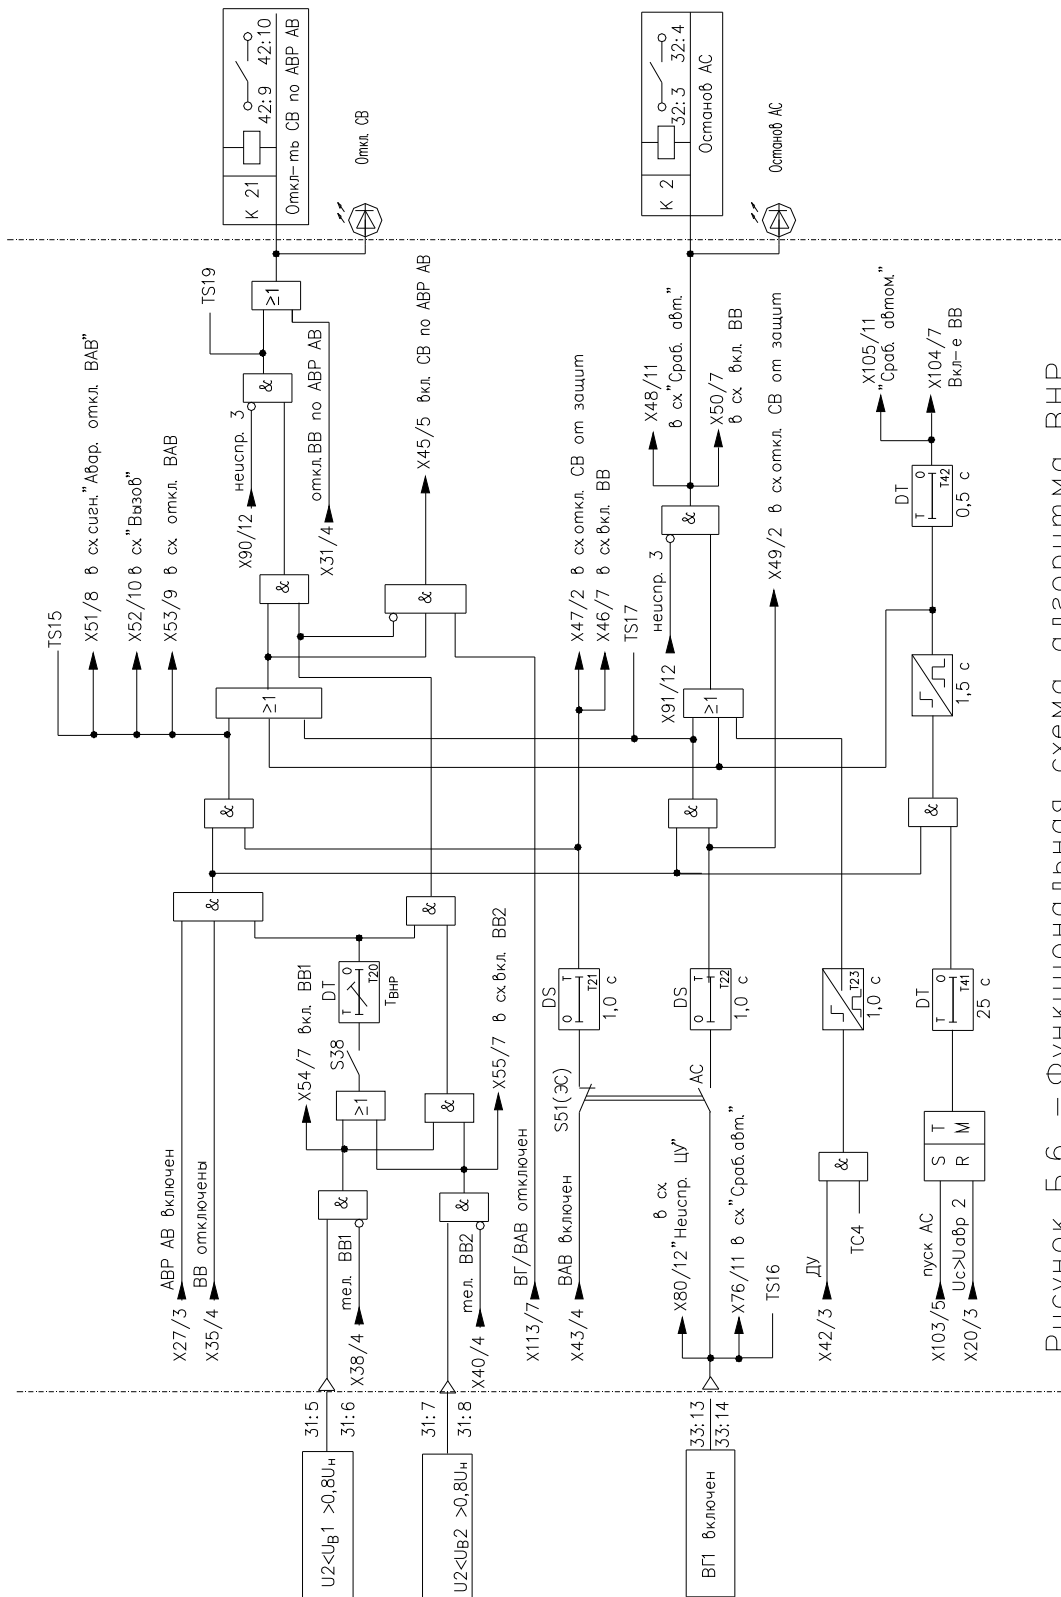 U2<UВ1 >0,8Uн
31:5
31:6
U2<UВ2 >0,8Uн
31:7
31:8
ВГ1 включен
33:13
33:14
X27/3
АВР АВ включен
X35/4
ВВ отключены
X38/4
тел. ВВ1
&
X54/7 вкл. ВВ1
≥1
S38
DT
T O
T20
TВНР
X40/4
тел. ВВ2
&
&
X55/7 в сх.вкл. ВВ2
X113/7
ВГ/ВАВ отключен
X43/4
ВАВ включен
S51(ЭС)
АС
DS
O T
T21
1,0 с
DS
O T
T22
1,0 с
X80/12"Неиспр. ЦУ"
в сх.
X76/11 в сх."Сраб.авт."
TS16
X42/3
ДУ
TC4
&
T23
1,0 с
X103/5
пуск АС
X20/3
Uс>Uавр 2
S T
R M
DT
T O
T41
25 с
&
&
&
&
&
TS15
X51/8 в сх.сигн."Авар. откл. ВАВ"
X52/10 в сх."Вызов"
X53/9 в сх. откл. ВАВ
≥1
X90/12
неиспр. 3
&
&
TS19
X31/4
откл.ВВ по АВР АВ
≥1
&
X45/5 вкл. СВ по АВР АВ
X47/2 в сх.откл. СВ от защит
X46/7 в сх.вкл. ВВ
TS17
X91/12
неиспр. 3
≥1
&
X48/11
в сх."Сраб. авт."
X50/7
в сх. вкл. ВВ
X49/2 в сх.откл. СВ от защит
1,5 с
DT
T O
T42
0,5 с
X105/11
"Сраб. автом."
X104/7
Вкл-е ВВ
К 21
42:9 42:10
Откл-ть СВ по АВР АВ
Откл. СВ
К 2
32:3 32:4
Останов АС
Останов АС
Рисунок 5.6 -Функциональная схема алгоритма ВНР